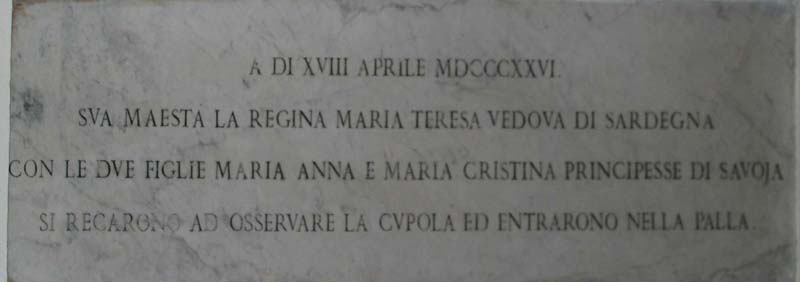 A DI XVIII APRILE MDCCCXXVI.
SVA MAESTÀ LA REGINA MARIA TERESA VEDOVA DI SARDEGNA
CON LE DVE FIGLIE MARIA ANNA E MARIA CRISTINA PRINCIPESSE DI SAVOJA
SI RECARONO AD OSSERVARE LA CVPOLA ED ENTRARONO NELLA PALLA.